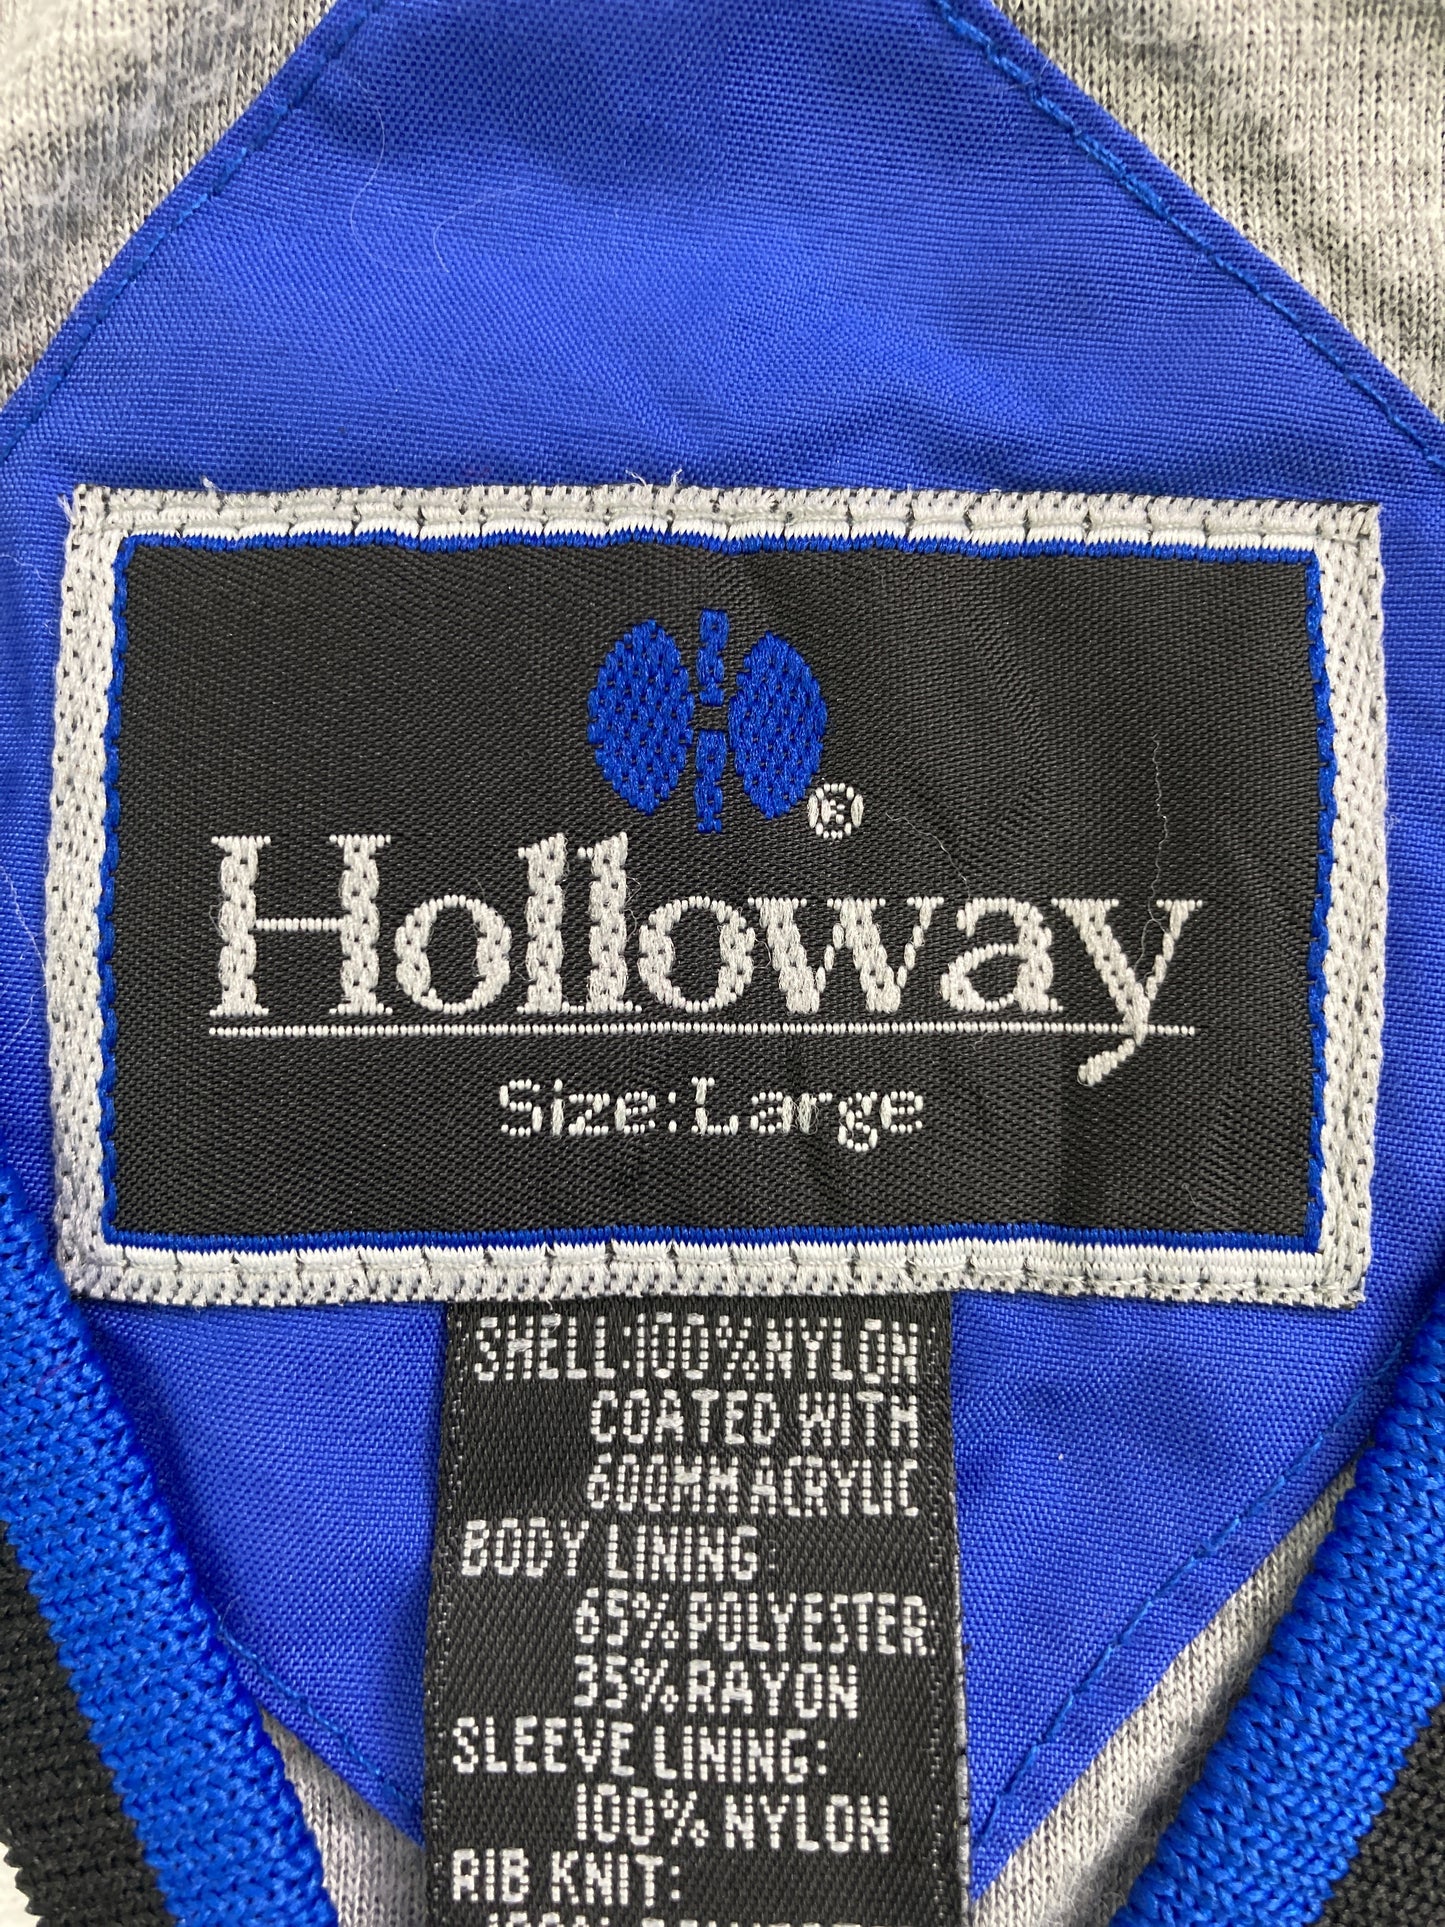 ®
Holloway
Size:Large
SHELL:100%NYLON
COATED WITH
600MM ACRYLIC
BODY LINING:
65%POLYESTER
35%RAYON
SLEEVE LINING:
100%NYLON
RIB KNIT: